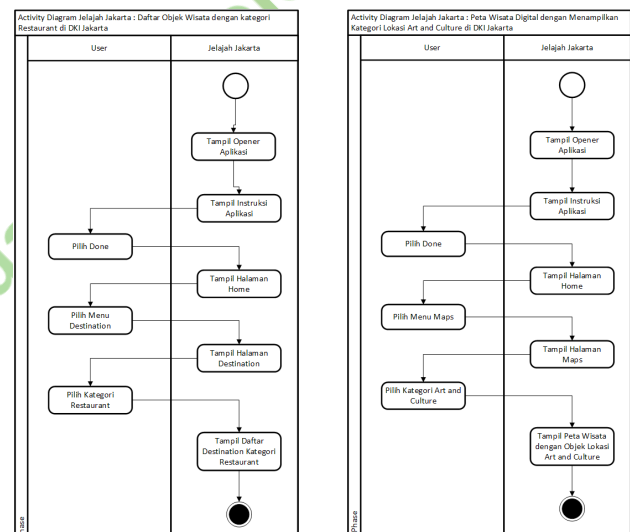 Activity Diagram Jelajah Jakarta : Daftar Objek Wisata dengan kategori
Restaurant di DKI Jakarta
User
Jelajah Jakarta
Tampil Opener
Aplikasi
Tampil Instruksi
Aplikasi
Pilih Done
Tampil Halaman
Home
Pilih Menu
Destination
Tampil Halaman
Destination
Pilih Kategori
Restaurant
Tampil Daftar
Destination Kategori
Restaurant
Activity Diagram Jelajah Jakarta : Peta Wisata Digital dengan Menampilkan
Kategori Lokasi Art and Culture di DKI Jakarta
User
Jelajah Jakarta
Tampil Opener
Aplikasi
Tampil Instruksi
Aplikasi
Pilih Done
Tampil Halaman
Home
Pilih Menu Maps
Tampil Halaman
Maps
Pilih Kategori Art and
Culture
Tampil Peta Wisata
dengan Objek Lokasi
Art and Culture
Phase